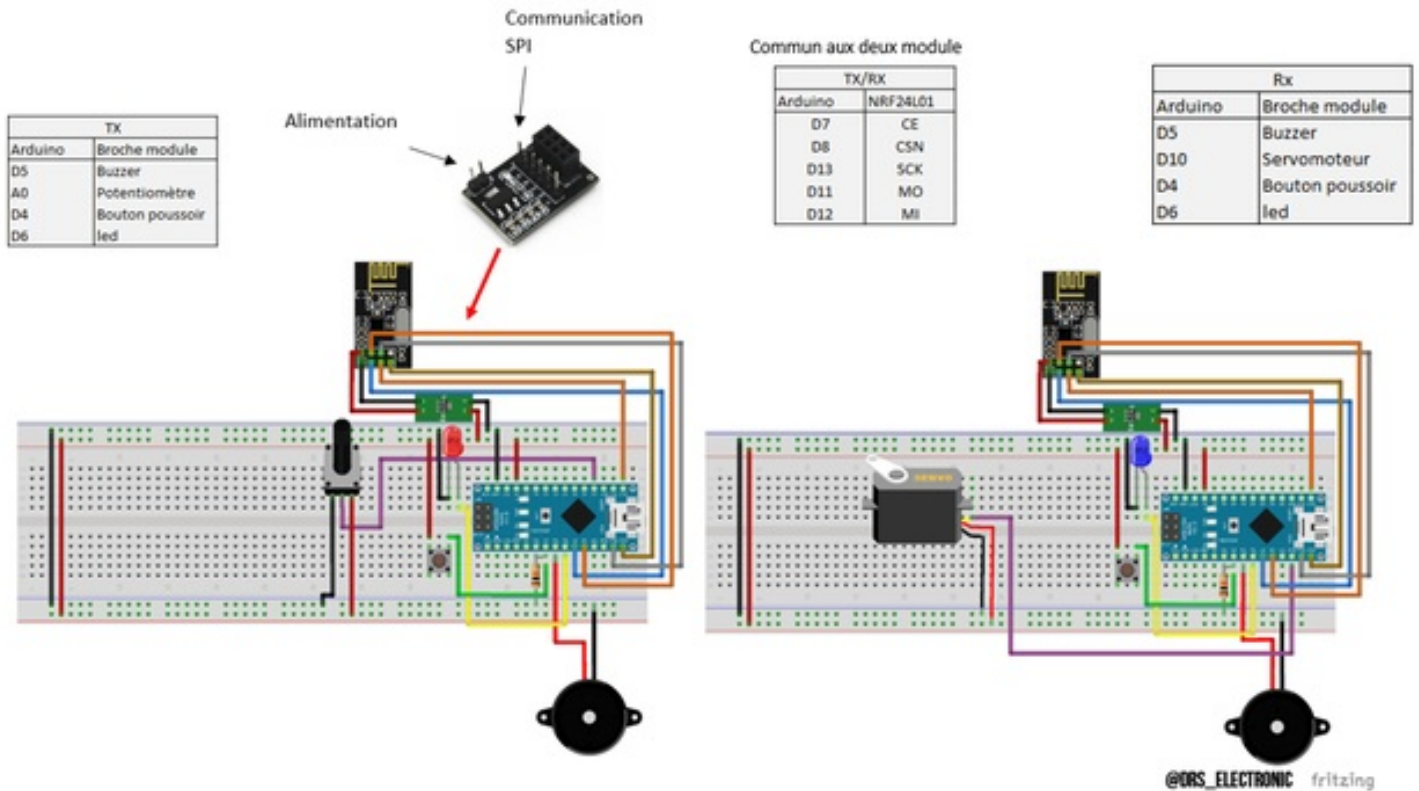 Communication
SPI
Alimentation
TX
Arduino Broche module
D5 Buzzer
A0 Potentiomètre
D4 Bouton poussoir
D6 led
Commun aux deux module
TX/RX
Arduino NRF24L01
D7 CE
D8 CSN
D13 SCK
D11 MO
D12 MI
Rx
Arduino Broche module
D5 Buzzer
D10 Servomoteur
D4 Bouton poussoir
D6 led
SERVO
@DRS_ELECTRONIC fritzing